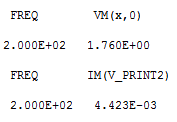 FREQ VM(x,0)
2.000E+02 1.760E+00
FREQ IM(V_PRINT2)
2.000E+02 4.423E-03